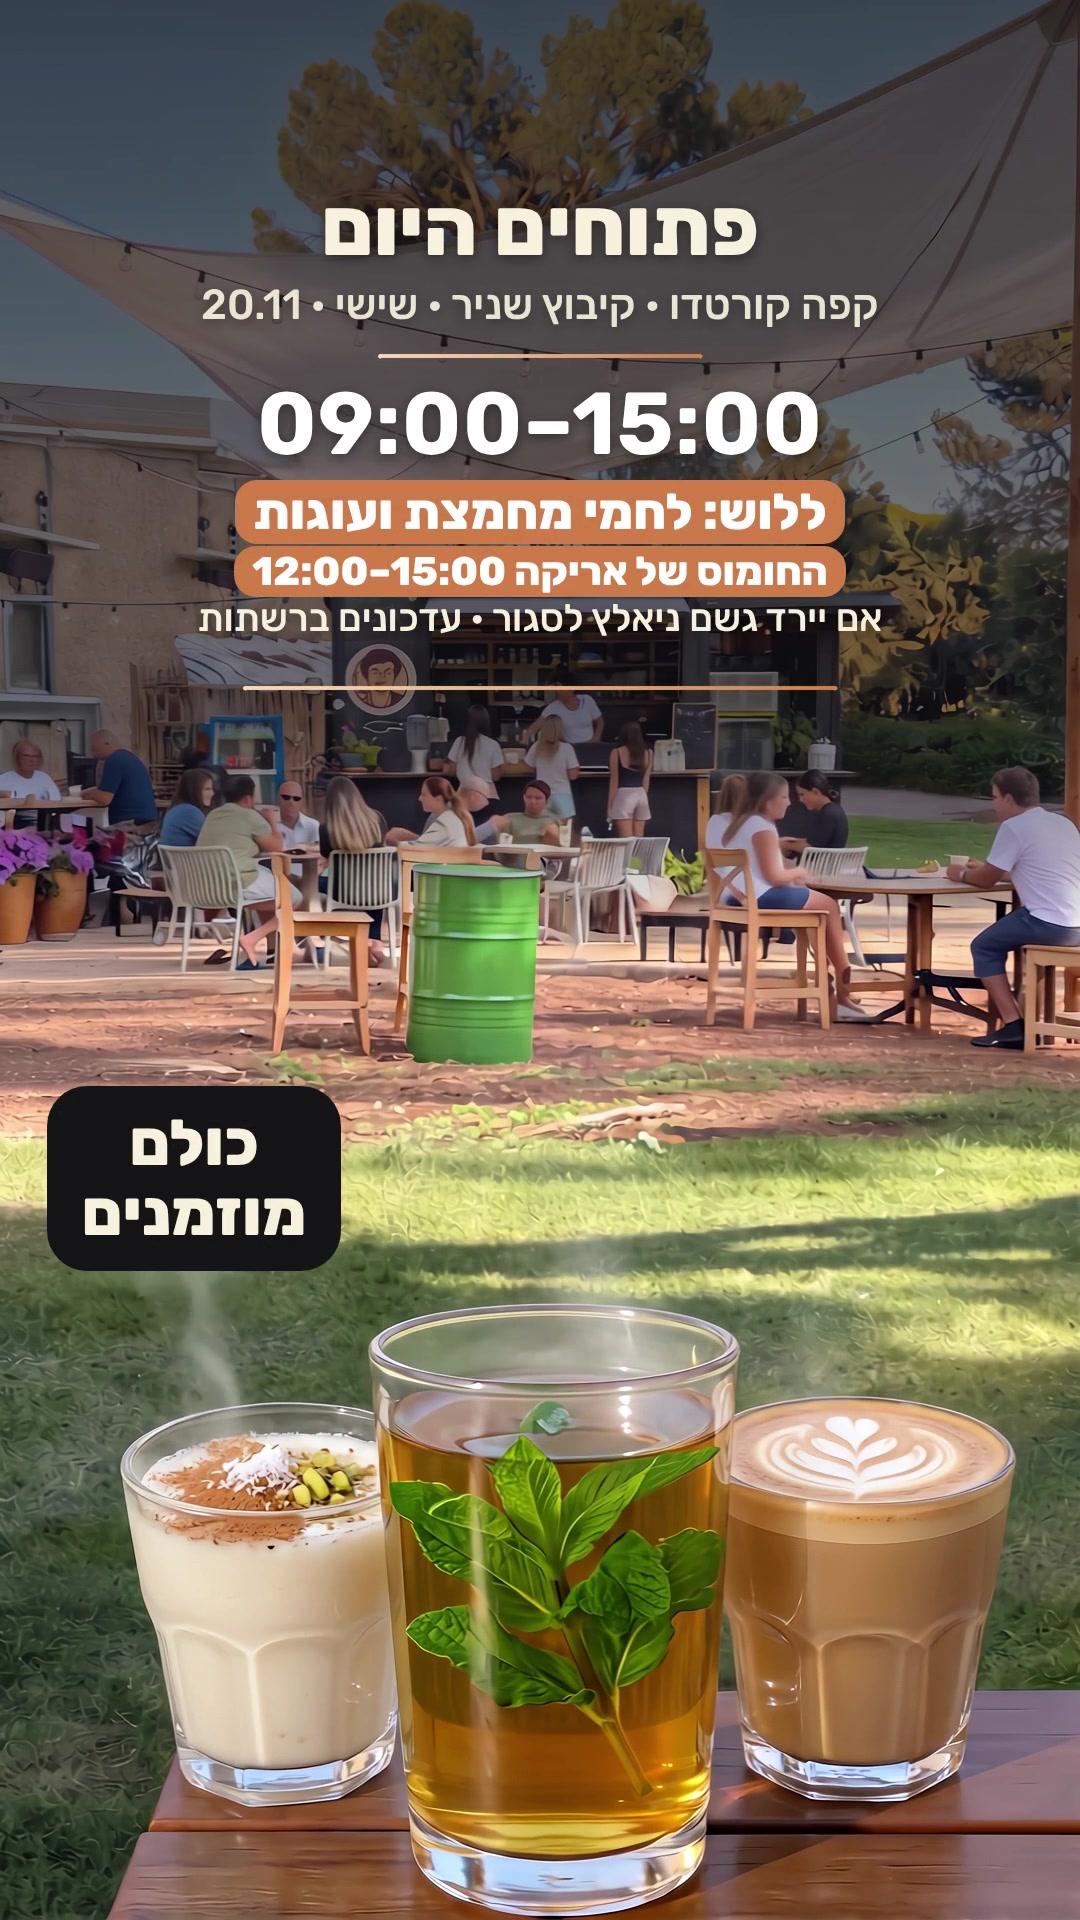 פתוחים היום
קפה קורטדו • קיבוץ שניר • שישי • 20.11
09:00–15:00
ללוש: לחמי מחמצת ועוגות
החומוס של אריקה 12:00–15:00
אם יירד גשם ניאלץ לסגור • עדכונים ברשתות
כולם
מוזמנים